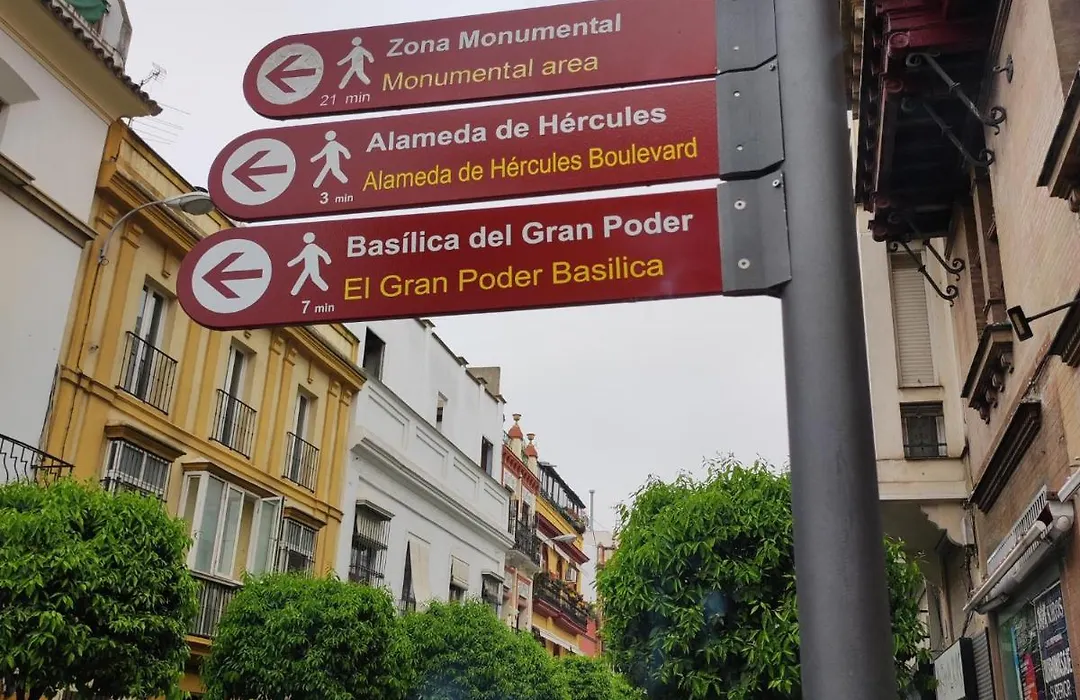 Zona Monumental
Monumental area
21 min
Alameda de Hércules
Alameda de Hércules Boulevard
3 min
Basílica del Gran Poder
El Gran Poder Basilica
7 min